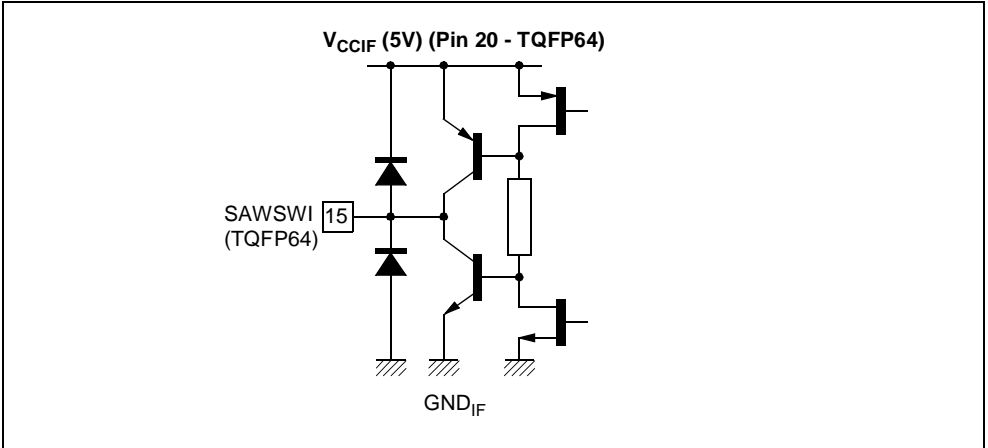 V_CCIF (5V) (Pin 20 - TQFP64)
SAWSWI 15
(TQFP64)
GND_IF